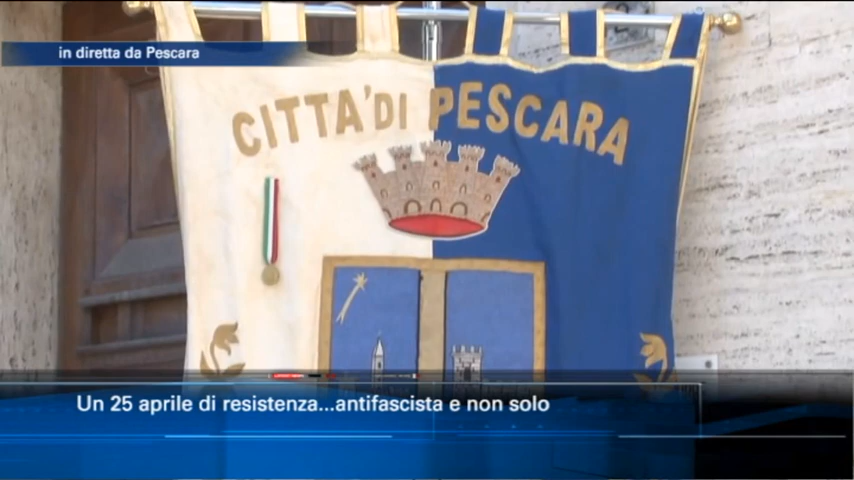 in diretta da Pescara
CITTA' DI PESCARA
Un 25 aprile di resistenza...antifascista e non solo